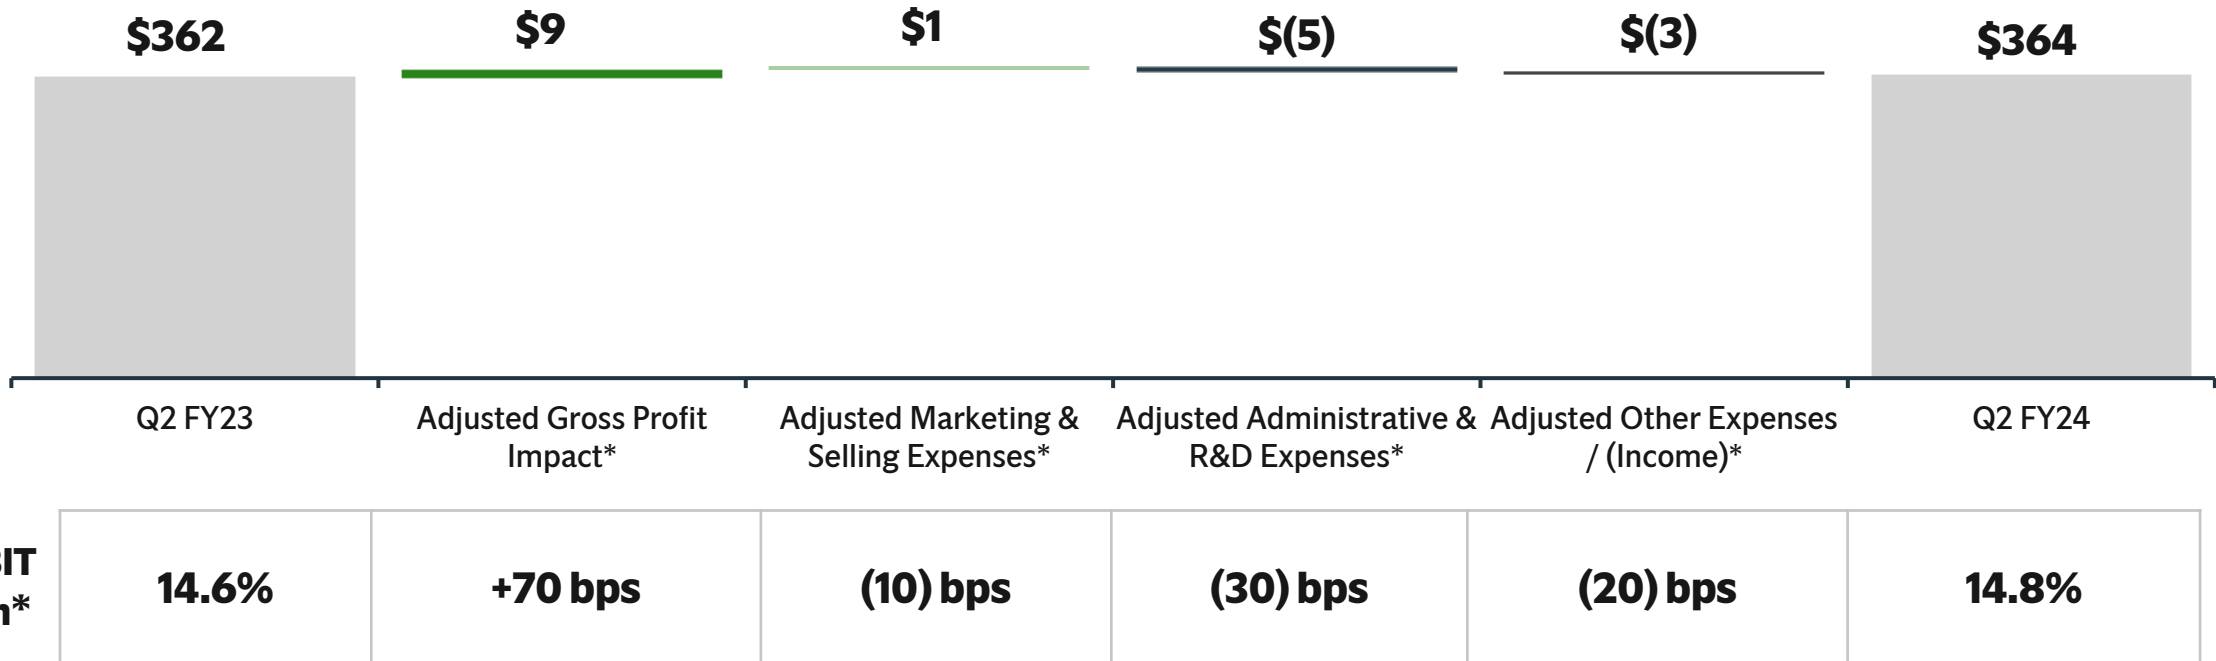 $362
$9
$1
$(5)
$(3)
$364
Q2 FY23
Adjusted Gross Profit
Impact*
Adjusted Marketing &
Selling Expenses*
Adjusted Administrative &
R&D Expenses*
Adjusted Other Expenses
/ (Income)*
Q2 FY24
14.6%
+70 bps
(10) bps
(30) bps
(20) bps
14.8%